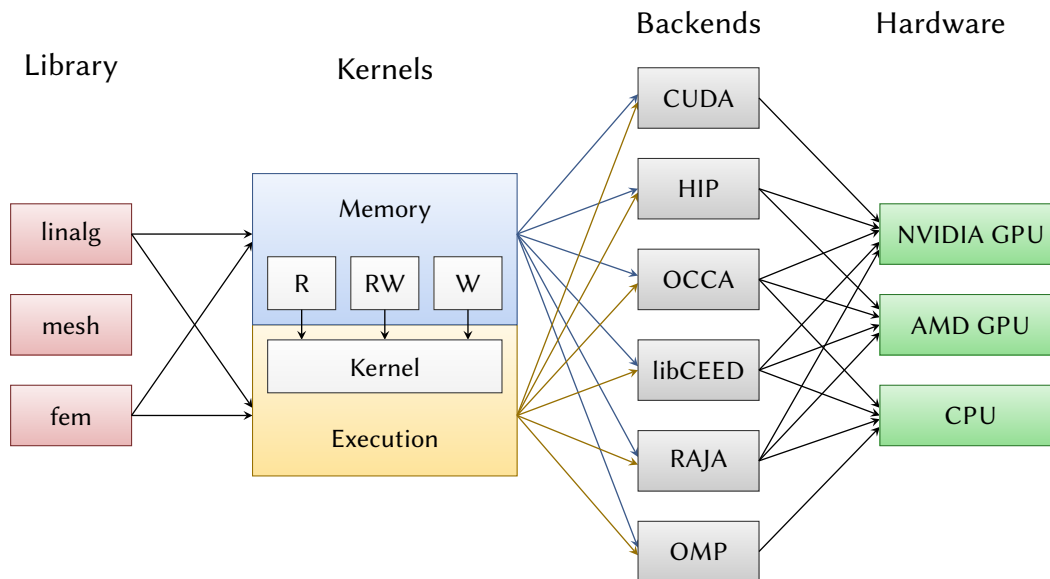 Library
Kernels
Backends
Hardware
linalg
mesh
fem
Memory
R
RW
W
Kernel
Execution
CUDA
HIP
OCCA
libCEED
RAJA
OMP
NVIDIA GPU
AMD GPU
CPU